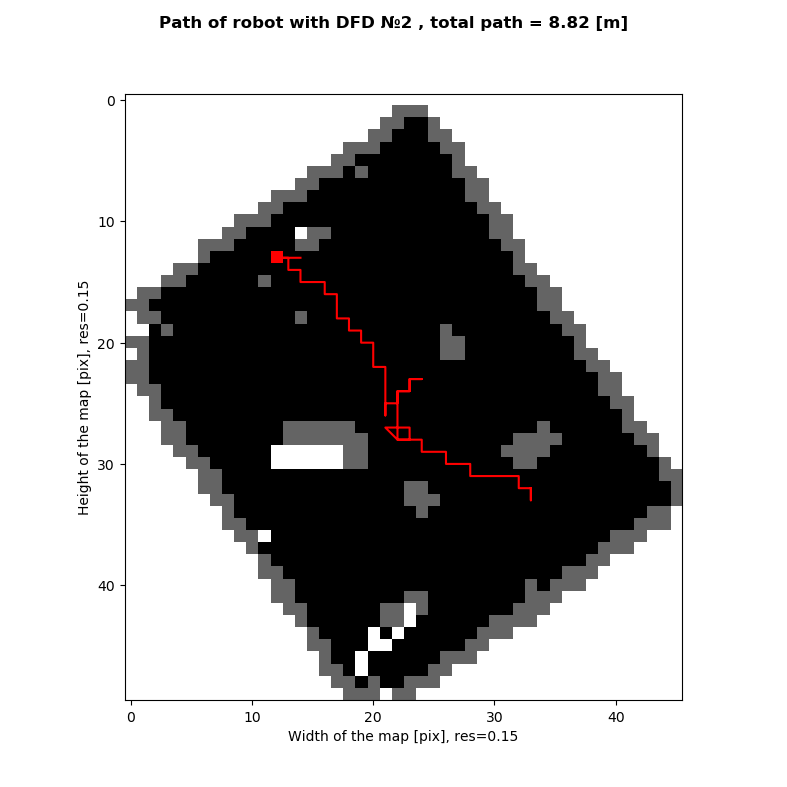 Path of robot with DFD №2 , total path = 8.82 [m]
0
10
20
30
40
Height of the map [pix], res=0.15
0 10 20 30 40
Width of the map [pix], res=0.15